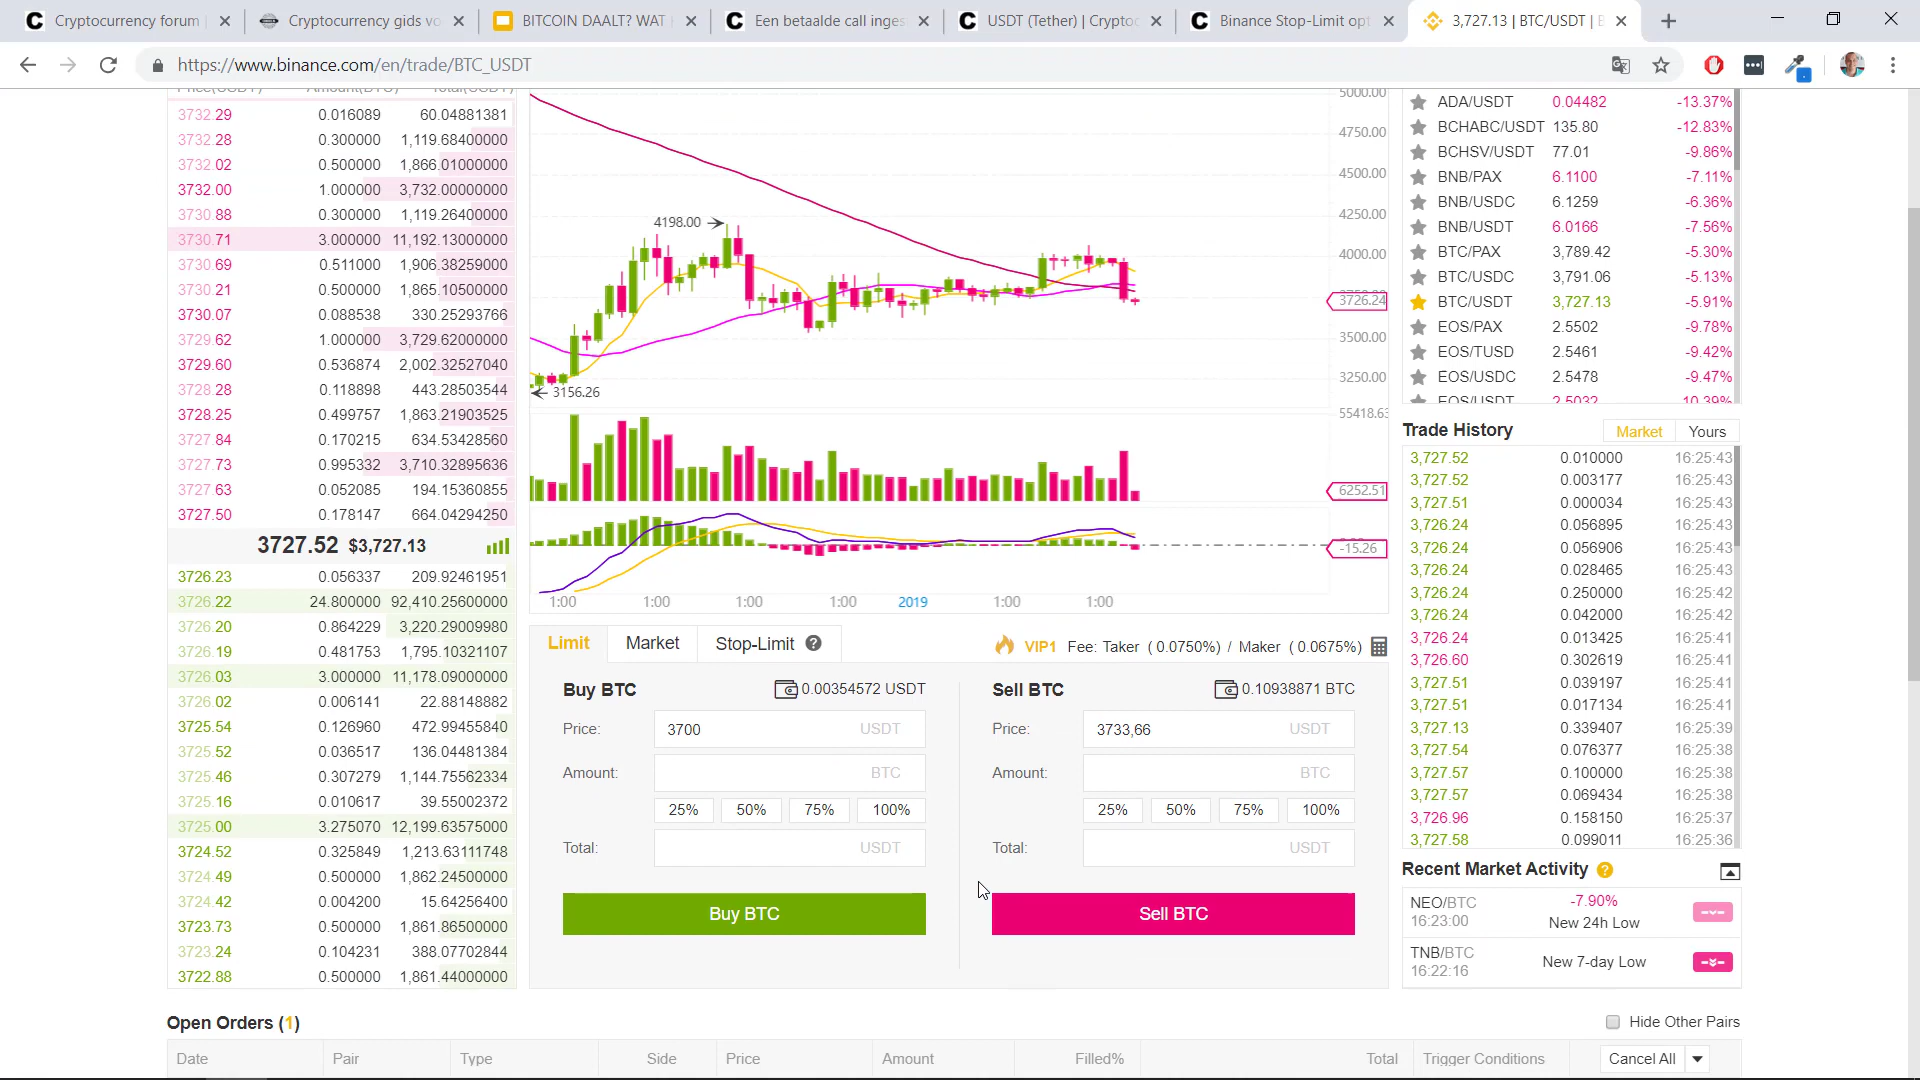 Cryptocurrency forum
Cryptocurrency gids vo
BITCOIN DAALT? WAT
Een betaalde call inges
USDT (Tether) | Cryptoc
Binance Stop-Limit opt
3,727.13 | BTC/USDT |
https://www.binance.com/en/trade/BTC_USDT
Price(USDT) Amount(BTC) Total(USDT)
3732.29 0.016089 60.04881381
3732.28 0.300000 1,119.68400000
3732.02 0.500000 1,866.01000000
3732.00 1.000000 3,732.00000000
3730.88 0.300000 1,119.26400000
3730.71 3.000000 11,192.13000000
3730.69 0.511000 1,906.38259000
3730.21 0.500000 1,865.10500000
3730.07 0.088538 330.25293766
3729.62 1.000000 3,729.62000000
3729.60 0.536874 2,002.32527040
3728.28 0.118898 443.28503544
3728.25 0.499757 1,863.21903525
3727.84 0.170215 634.53428560
3727.73 0.995332 3,710.32895636
3727.63 0.052085 194.15360855
3727.50 0.178147 664.04294250
3727.52 $3,727.13
3726.23 0.056337 209.92461951
3726.22 24.800000 92,410.25600000
3726.20 0.864229 3,220.29009980
3726.19 0.481753 1,795.10321107
3726.03 3.000000 11,178.09000000
3726.02 0.006141 22.88148882
3725.54 0.126960 472.99455840
3725.52 0.036517 136.04481384
3725.46 0.307279 1,144.75562334
3725.16 0.010617 39.55002372
3725.00 3.275070 12,199.63575000
3724.52 0.325849 1,213.63111748
3724.49 0.500000 1,862.24500000
3724.42 0.004200 15.64256400
3723.73 0.500000 1,861.86500000
3723.24 0.104231 388.07702844
3722.88 0.500000 1,861.44000000
5000.00
4750.00
4500.00
4250.00
4000.00
3726.24
3500.00
3250.00
4198.00
3156.26
55418.63
6252.51
-15.26
1:00 1:00 1:00 1:00 2019 1:00 1:00
Limit Market Stop-Limit ?
VIP1 Fee: Taker ( 0.0750%) / Maker ( 0.0675%)
Buy BTC 0.00354572 USDT
Price: 3700 USDT
Amount: BTC
25% 50% 75% 100%
Total: USDT
Buy BTC
Sell BTC 0.10938871 BTC
Price: 3733,66 USDT
Amount: BTC
25% 50% 75% 100%
Total: USDT
Sell BTC
ADA/USDT 0.04482 -13.37%
BCHABC/USDT 135.80 -12.83%
BCHSV/USDT 77.01 -9.86%
BNB/PAX 6.1100 -7.11%
BNB/USDC 6.1259 -6.36%
BNB/USDT 6.0166 -7.56%
BTC/PAX 3,789.42 -5.30%
BTC/USDC 3,791.06 -5.13%
BTC/USDT 3,727.13 -5.91%
EOS/PAX 2.5502 -9.78%
EOS/TUSD 2.5461 -9.42%
EOS/USDC 2.5478 -9.47%
EOS/USDT 2.5032 -10.39%
Trade History Market Yours
3,727.52 0.010000 16:25:43
3,727.52 0.003177 16:25:43
3,727.51 0.000034 16:25:43
3,726.24 0.056895 16:25:43
3,726.24 0.056906 16:25:43
3,726.24 0.028465 16:25:43
3,726.24 0.250000 16:25:42
3,726.24 0.042000 16:25:42
3,726.24 0.013425 16:25:41
3,726.60 0.302619 16:25:41
3,727.51 0.039197 16:25:41
3,727.51 0.017134 16:25:41
3,727.13 0.339407 16:25:39
3,727.54 0.076377 16:25:38
3,727.57 0.100000 16:25:38
3,727.57 0.069434 16:25:38
3,726.96 0.158150 16:25:37
3,727.58 0.099011 16:25:36
Recent Market Activity ?
NEO/BTC -7.90%
16:23:00 New 24h Low
TNB/BTC New 7-day Low
16:22:16
Open Orders (1) Hide Other Pairs
Date Pair Type Side Price Amount Filled% Total Trigger Conditions Cancel All